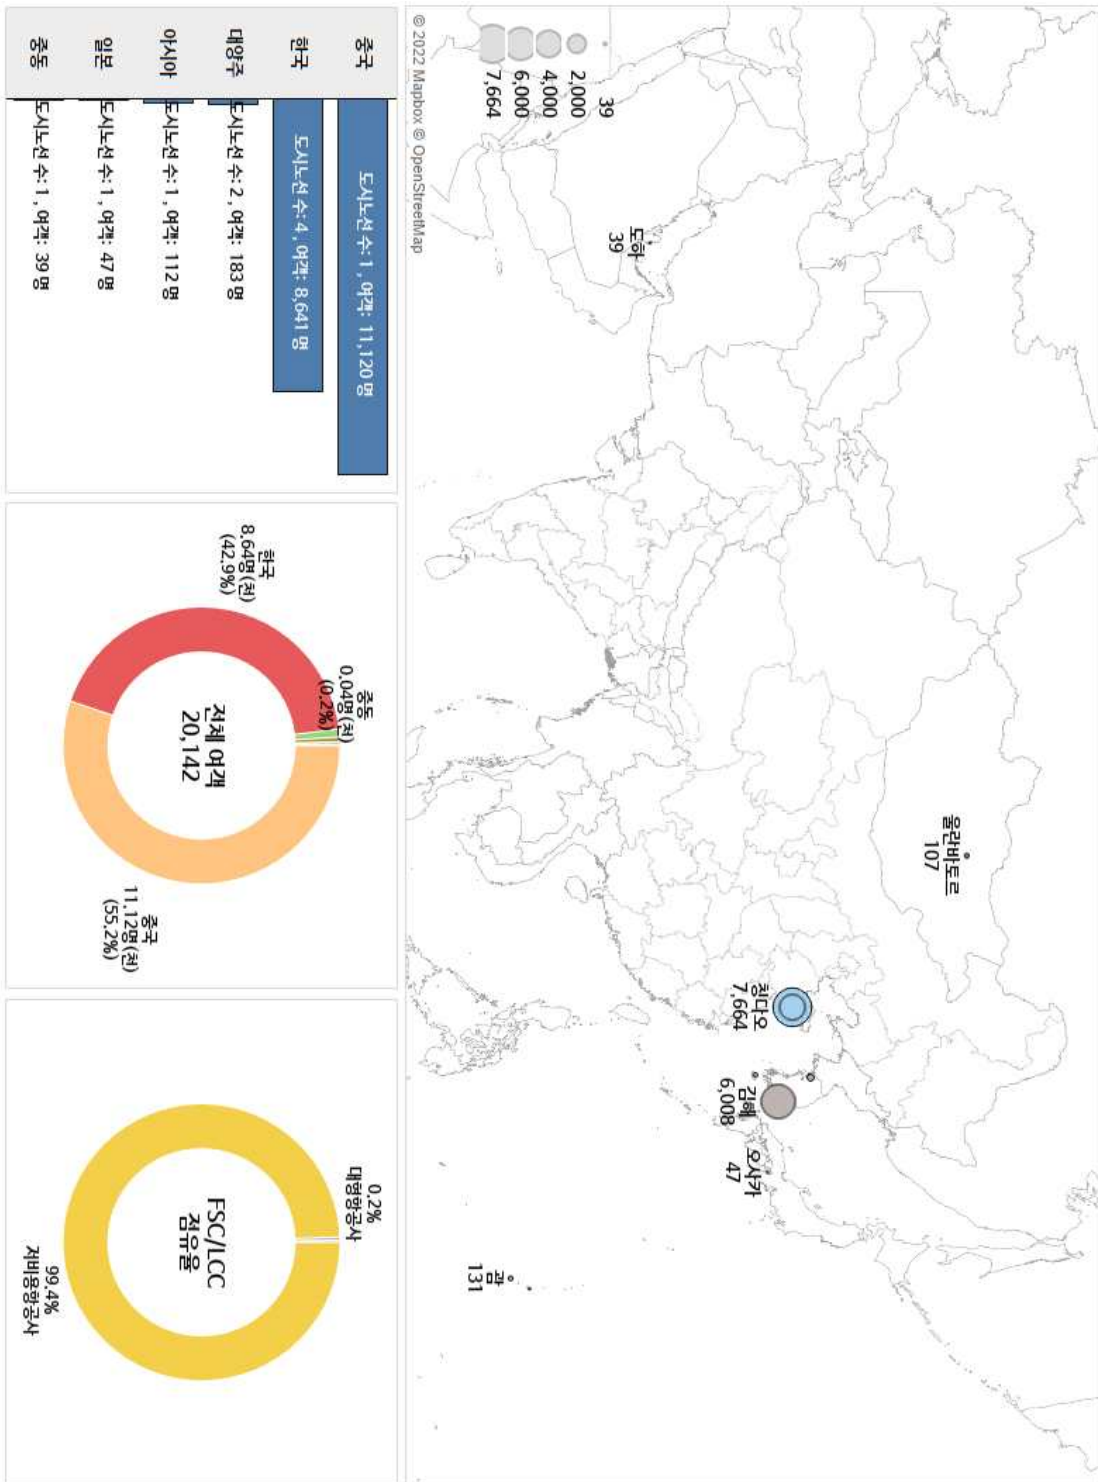 39
2,000
4,000
6,000
7,664
© 2022 Mapbox © OpenStreetMap
도하
39
울란바토르
107
칭다오
7,664
김해
6,008
오사카
47
괌
131
중국
도시노선 수: 1 , 여객: 11,120 명
한국
도시노선 수: 4 , 여객: 8,641 명
대양주
도시노선 수: 2 , 여객: 183 명
아시아
도시노선 수: 1 , 여객: 112 명
일본
도시노선 수: 1 , 여객: 47 명
중동
도시노선 수: 1 , 여객: 39 명
중동
0.04명(천)
(0.2%)
한국
8.64명(천)
(42.9%)
전체 여객
20,142
중국
11.12명(천)
(55.2%)
0.2%
대형항공사
FSC/LCC
점유율
99.4%
저비용항공사